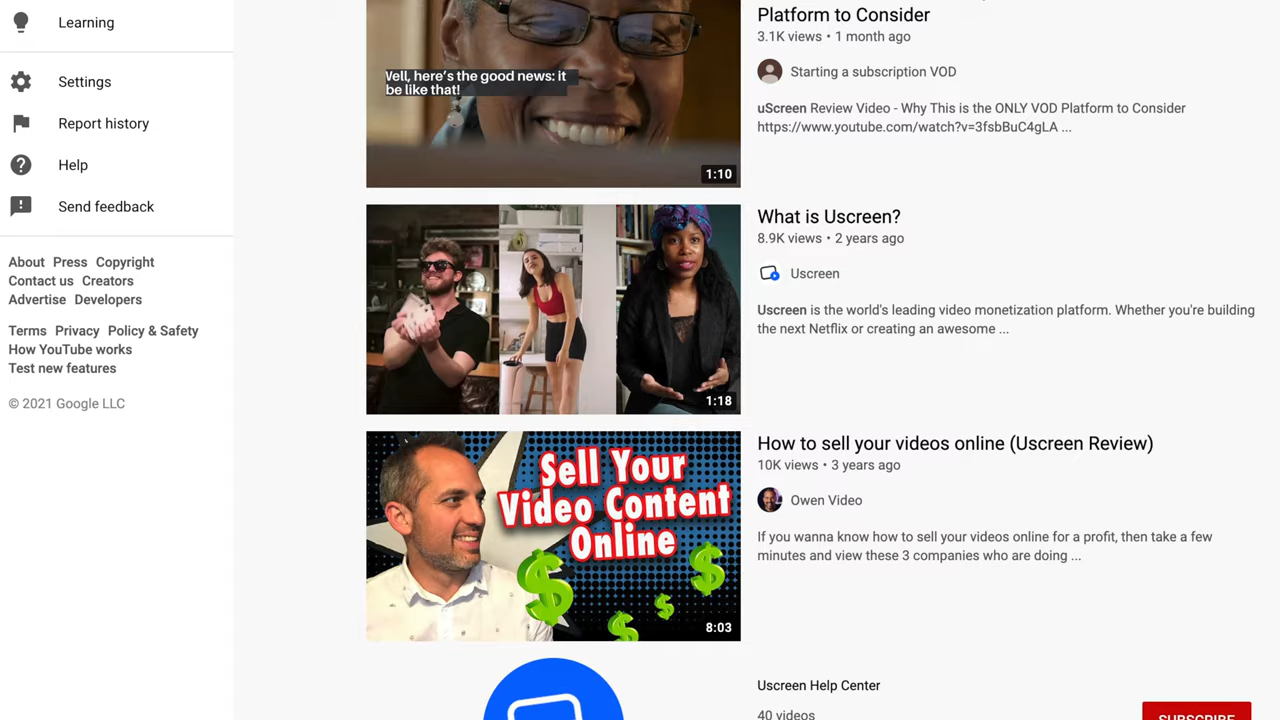 Learning
Settings
Report history
Help
Send feedback
About Press Copyright
Contact us Creators
Advertise Developers
Terms Privacy Policy & Safety
How YouTube works
Test new features
© 2021 Google LLC
Vell, here's the good news: it
be like that!
1:10
Platform to Consider
3.1K views • 1 month ago
Starting a subscription VOD
uScreen Review Video - Why This is the ONLY VOD Platform to Consider
https://www.youtube.com/watch?v=3fsbBuC4gLA ...
1:18
What is Uscreen?
8.9K views • 2 years ago
Uscreen
Uscreen is the world's leading video monetization platform. Whether you're building
the next Netflix or creating an awesome ...
Sell Your
Video Content
Online
8:03
How to sell your videos online (Uscreen Review)
10K views • 3 years ago
Owen Video
If you wanna know how to sell your videos online for a profit, then take a few
minutes and view these 3 companies who are doing ...
Uscreen Help Center
40 videos
SUBSCRIBE